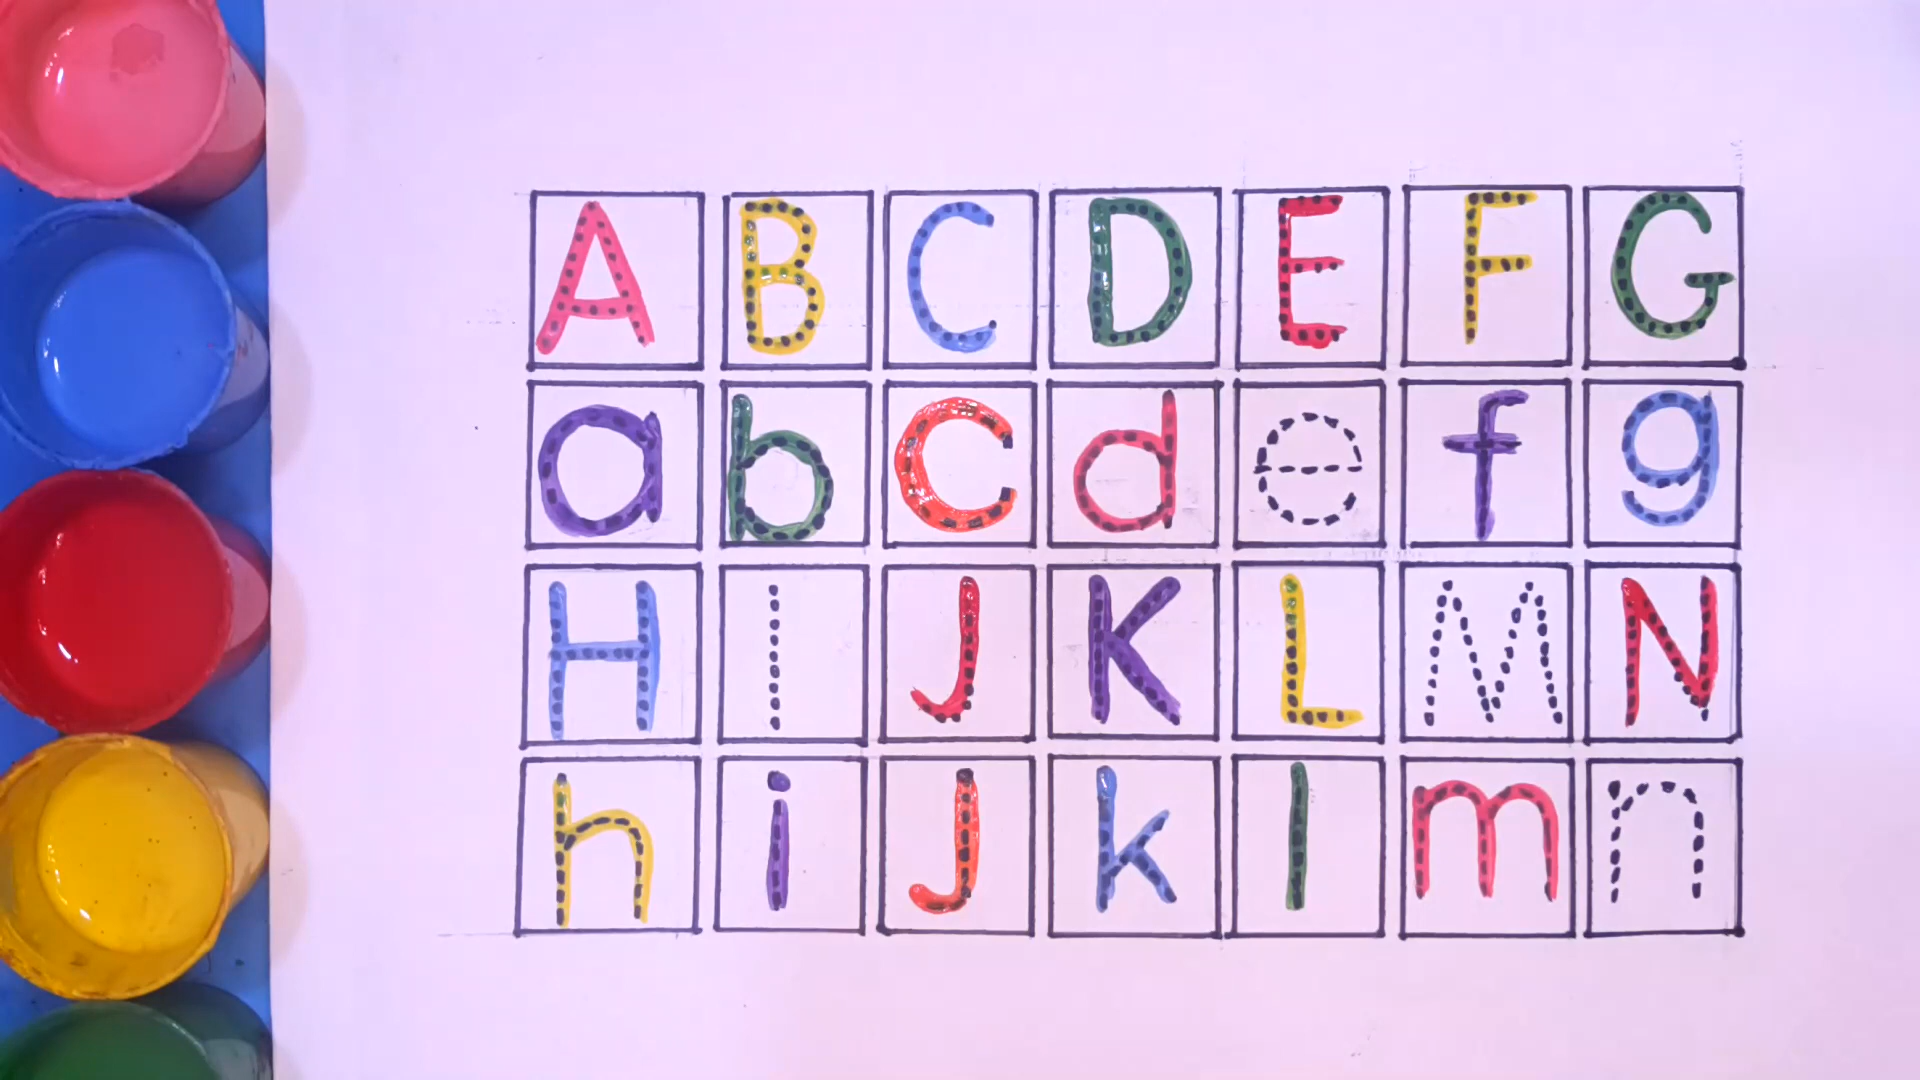 A B C D E F G
a b c d e f g
H I J K L M N
h i j k l m n